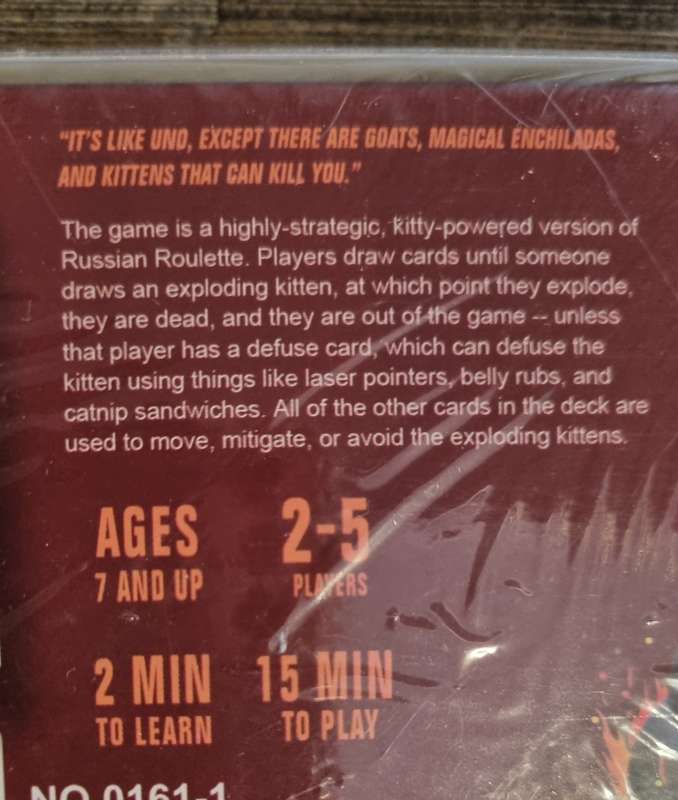 "IT'S LIKE UNO, EXCEPT THERE ARE GOATS, MAGICAL ENCHILADAS,
AND KITTENS THAT CAN KILL YOU."
The game is a highly-strategic, kitty-powered version of
Russian Roulette. Players draw cards until someone
draws an exploding kitten, at which point they explode,
they are dead, and they are out of the game -- unless
that player has a defuse card, which can defuse the
kitten using things like laser pointers, belly rubs, and
catnip sandwiches. All of the other cards in the deck are
used to move, mitigate, or avoid the exploding kittens.
AGES 2-5
7 AND UP PLAYERS
2 MIN 15 MIN
TO LEARN TO PLAY
NO 0161-1